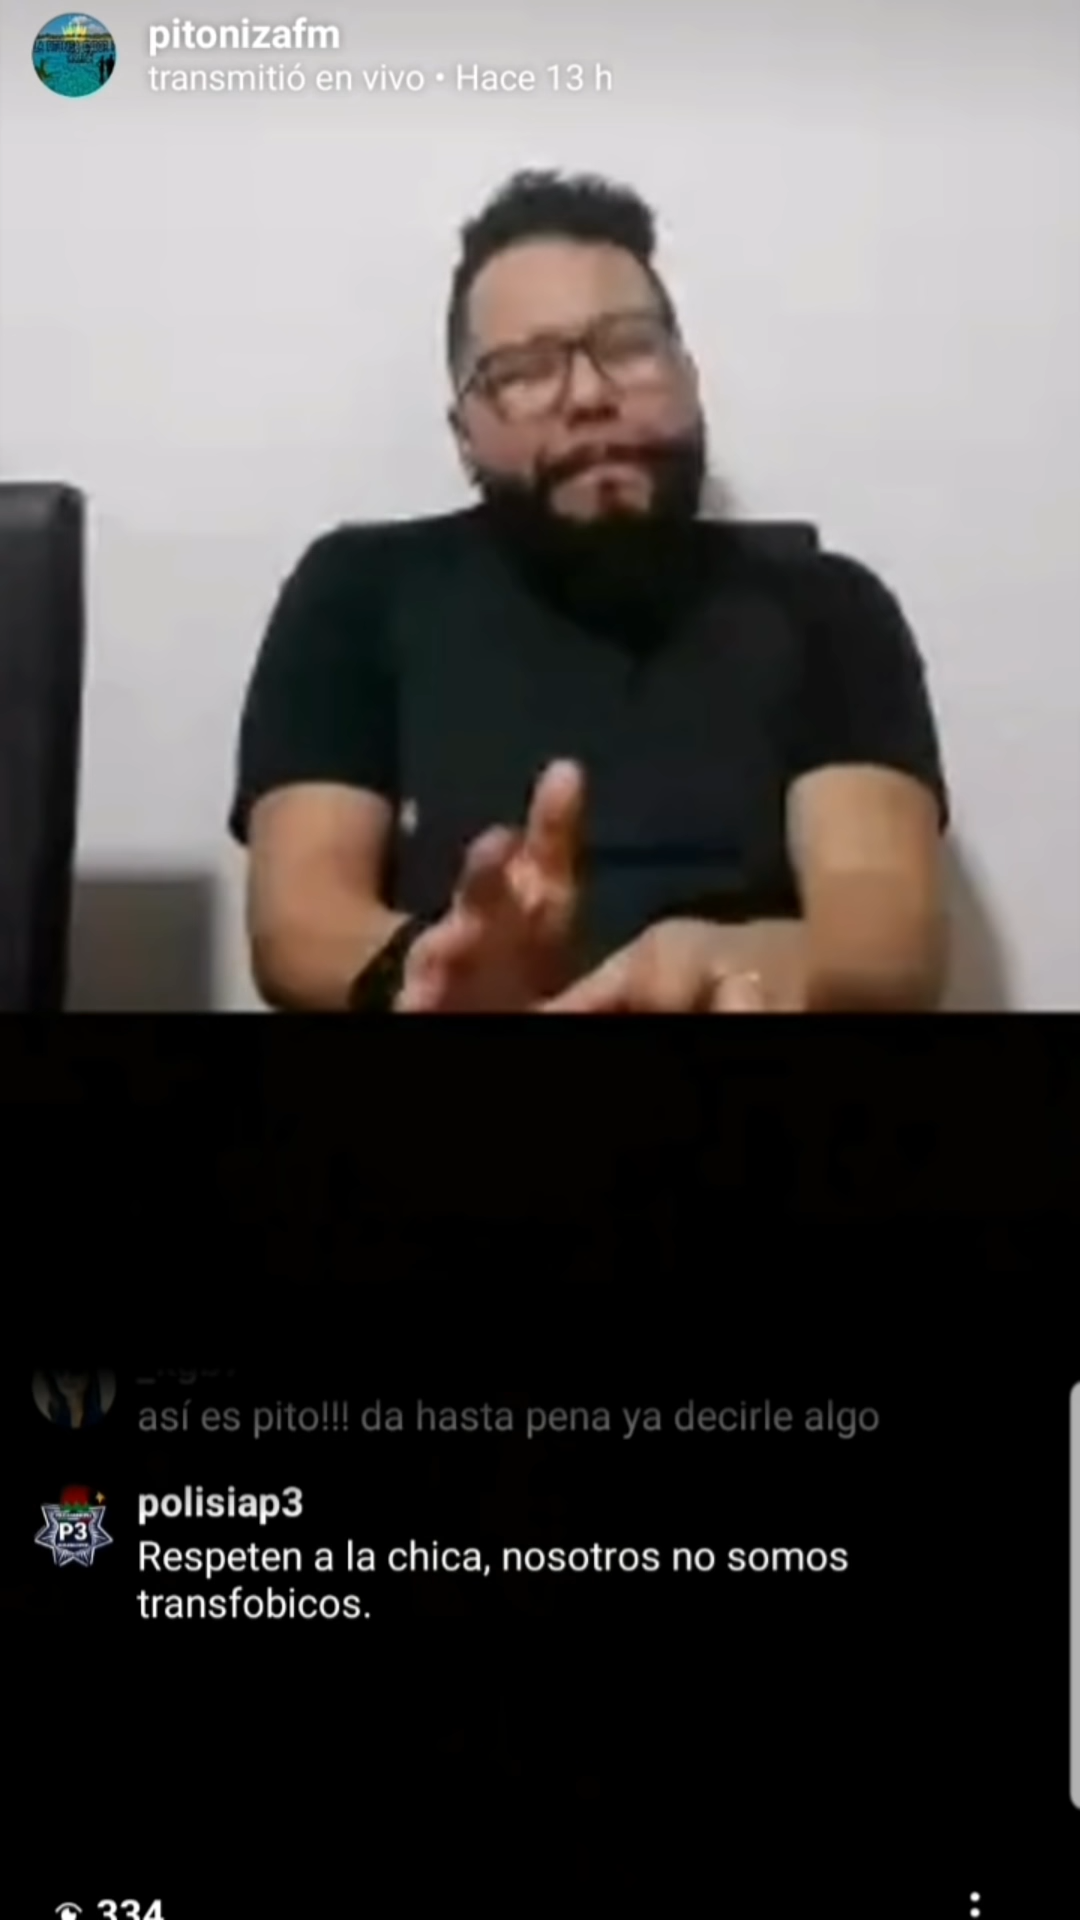 pitonizafm
transmitió en vivo • Hace 13 h
así es pito!!! da hasta pena ya decirle algo
polisiap3
P3
Respeten a la chica, nosotros no somos
transfobicos.
334